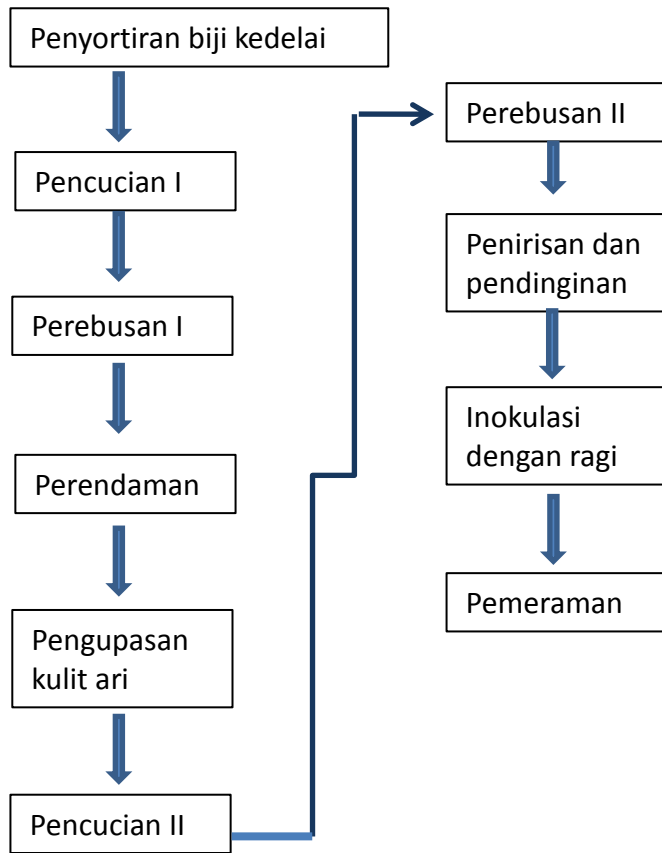 Penyortiran biji kedelai
Pencucian I
Perebusan I
Perendaman
Pengupasan
kulit ari
Pencucian II
Perebusan II
Penirisan dan
pendinginan
Inokulasi
dengan ragi
Pemeraman